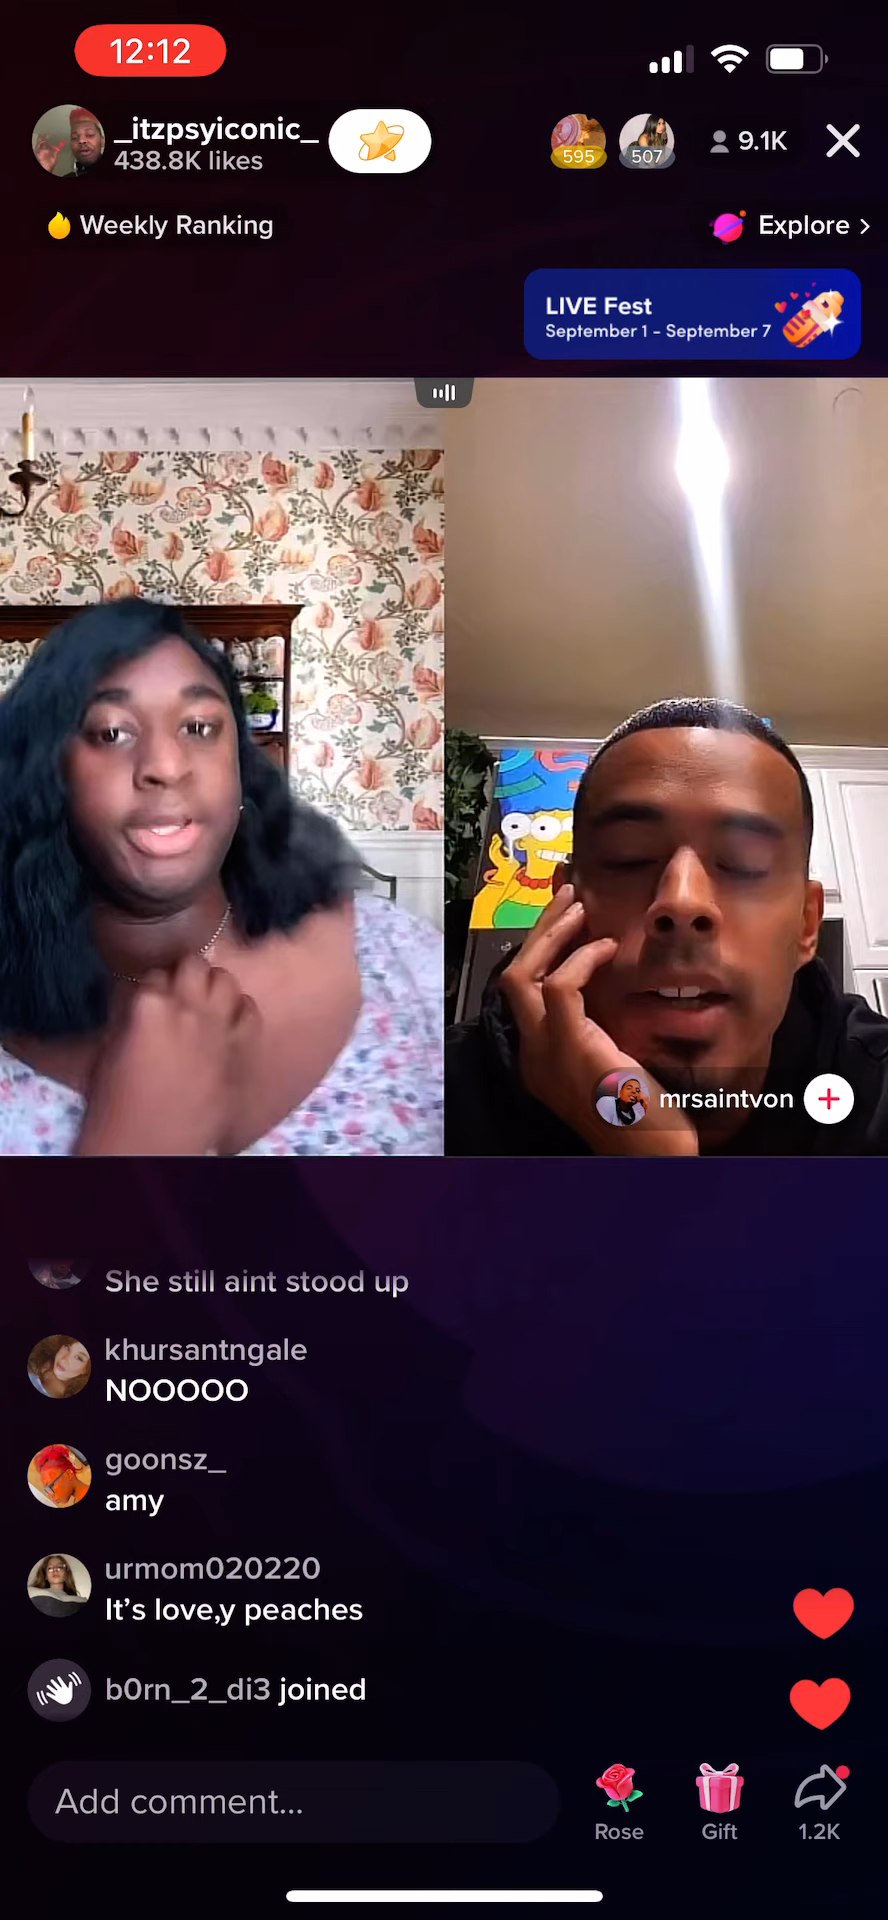 12:12
_itzpsyiconic_
438.8K likes
595
507
9.1K
Weekly Ranking
Explore >
LIVE Fest
September 1 - September 7
mrsaintvon
She still aint stood up
khursantngale
NOOOOO
goonsz_
amy
urmom020220
It's love,y peaches
b0rn_2_di3 joined
Add comment...
Rose
Gift
1.2K